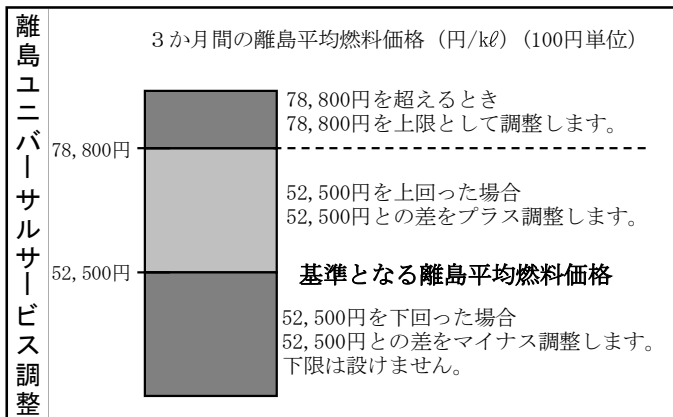 離島ユニバーサルサービス調整
3か月間の離島平均燃料価格（円/kℓ）（100円単位）
78,800円を超えるとき
78,800円を上限として調整します。
78,800円
52,500円を上回った場合
52,500円との差をプラス調整します。
52,500円
基準となる離島平均燃料価格
52,500円を下回った場合
52,500円との差をマイナス調整します。
下限は設けません。